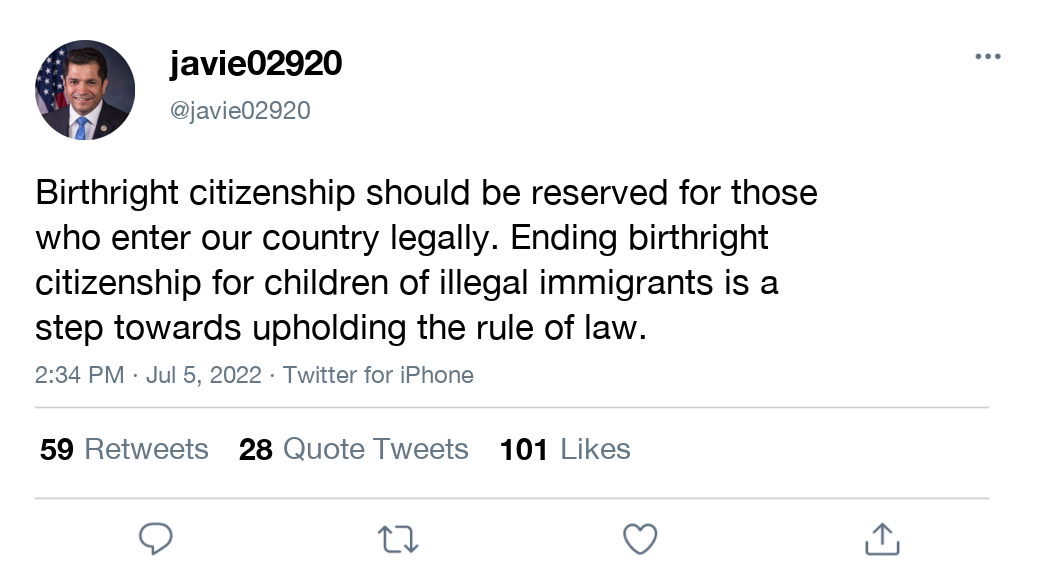 javie02920
@javie02920
Birthright citizenship should be reserved for those
who enter our country legally. Ending birthright
citizenship for children of illegal immigrants is a
step towards upholding the rule of law.
2:34 PM · Jul 5, 2022 · Twitter for iPhone
59 Retweets 28 Quote Tweets 101 Likes